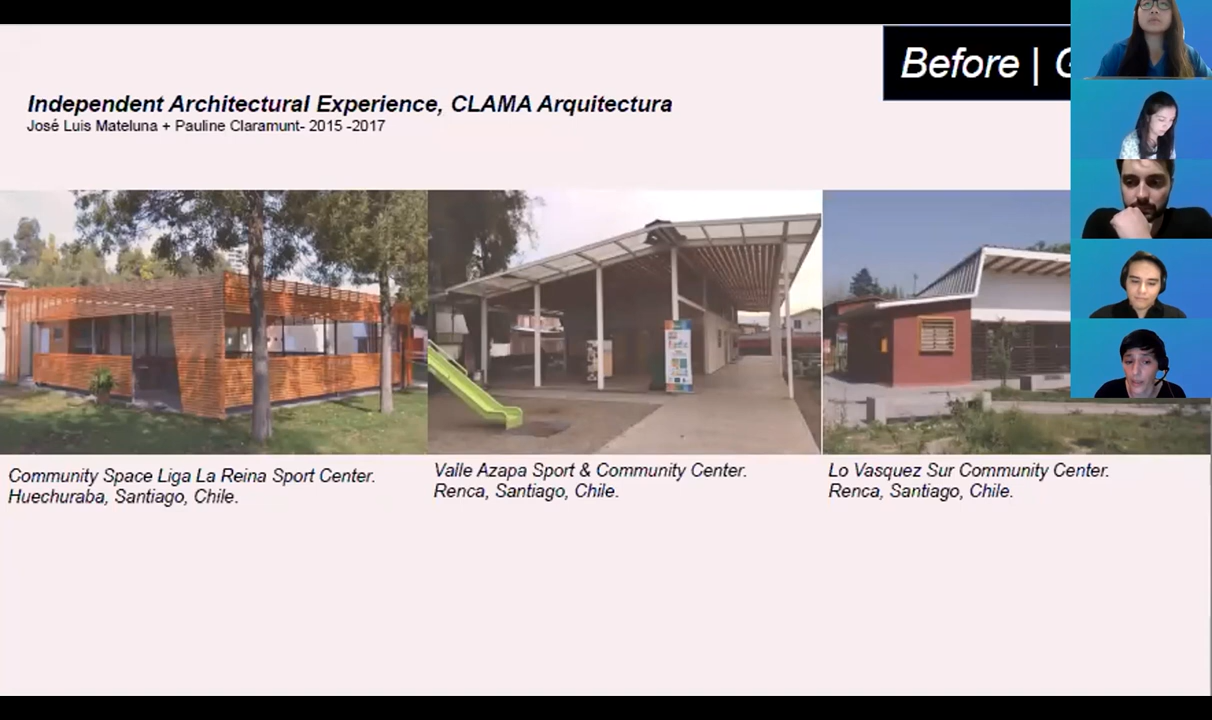 Before |
Independent Architectural Experience, CLAMA Arquitectura
José Luis Mateluna + Pauline Claramunt- 2015 -2017
Community Space Liga La Reina Sport Center.
Huechuraba, Santiago, Chile.
Valle Azapa Sport & Community Center.
Renca, Santiago, Chile.
Lo Vasquez Sur Community Center.
Renca, Santiago, Chile.